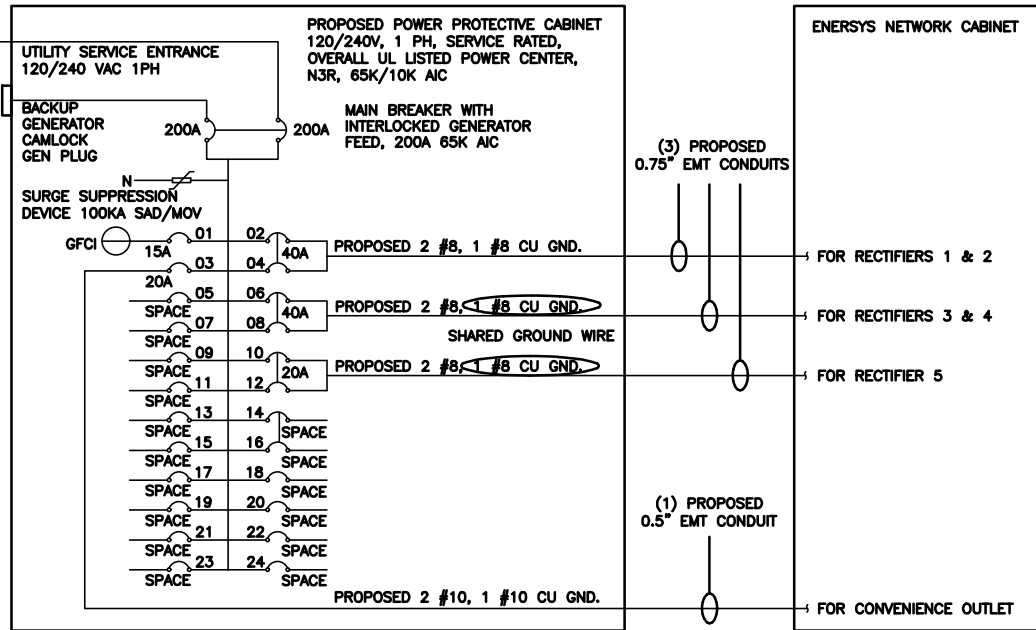 PROPOSED POWER PROTECTIVE CABINET
120/240V, 1 PH, SERVICE RATED,
OVERALL UL LISTED POWER CENTER,
N3R, 65K/10K AIC
ENERSYS NETWORK CABINET
UTILITY SERVICE ENTRANCE
120/240 VAC 1PH
BACKUP
GENERATOR
CAMLOCK
GEN PLUG
200A
200A
MAIN BREAKER WITH
INTERLOCKED GENERATOR
FEED, 200A 65K AIC
(3) PROPOSED
0.75" EMT CONDUITS
N
SURGE SUPPRESSION
DEVICE 100KA SAD/MOV
GFCI
15A
01
02
40A
PROPOSED 2 #8, 1 #8 CU GND.
FOR RECTIFIERS 1 & 2
20A
03
04
SPACE
05
06
40A
PROPOSED 2 #8, 1 #8 CU GND.
FOR RECTIFIERS 3 & 4
SPACE
07
08
SHARED GROUND WIRE
SPACE
09
10
20A
PROPOSED 2 #8, 1 #8 CU GND.
FOR RECTIFIER 5
SPACE
11
12
SPACE
13
14
SPACE
SPACE
15
16
SPACE
SPACE
17
18
SPACE
SPACE
19
20
SPACE
SPACE
21
22
SPACE
SPACE
23
24
SPACE
(1) PROPOSED
0.5" EMT CONDUIT
PROPOSED 2 #10, 1 #10 CU GND.
FOR CONVENIENCE OUTLET